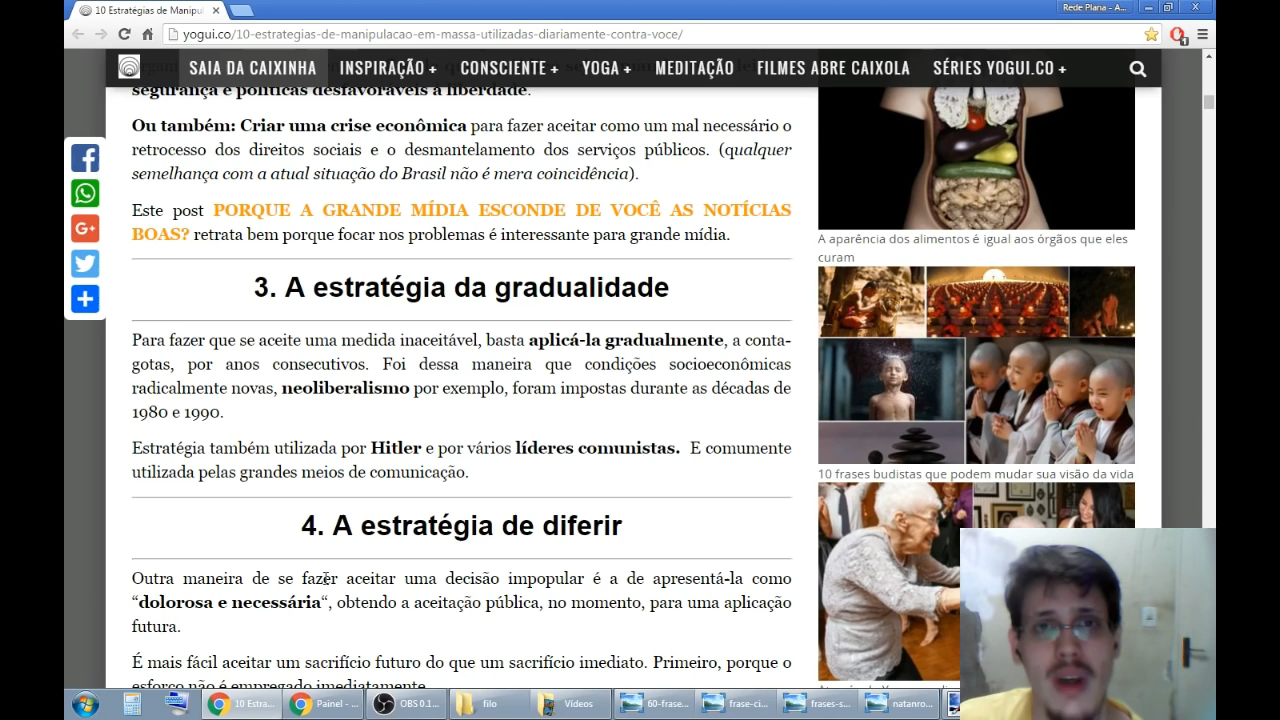 10 Estratégias de Manipul
Rede Plana - A...
yogui.co/10-estrategias-de-manipulacao-em-massa-utilizadas-diariamente-contra-voce/
SAIA DA CAIXINHA INSPIRAÇÃO + CONSCIENTE + YOGA + MEDITAÇÃO FILMES ABRE CAIXOLA SÉRIES YOGUI.CO +
segurança e políticas desfavoráveis à liberdade.
Ou também: Criar uma crise econômica para fazer aceitar como um mal necessário o
retrocesso dos direitos sociais e o desmantelamento dos serviços públicos. (qualquer
semelhança com a atual situação do Brasil não é mera coincidência).
Este post PORQUE A GRANDE MÍDIA ESCONDE DE VOCÊ AS NOTÍCIAS
BOAS? retrata bem porque focar nos problemas é interessante para grande mídia.
3. A estratégia da gradualidade
Para fazer que se aceite uma medida inaceitável, basta aplicá-la gradualmente, a conta-
gotas, por anos consecutivos. Foi dessa maneira que condições socioeconômicas
radicalmente novas, neoliberalismo por exemplo, foram impostas durante as décadas de
1980 e 1990.
Estratégia também utilizada por Hitler e por vários líderes comunistas. E comumente
utilizada pelas grandes meios de comunicação.
4. A estratégia de diferir
Outra maneira de se fazer aceitar uma decisão impopular é a de apresentá-la como
“dolorosa e necessária“, obtendo a aceitação pública, no momento, para uma aplicação
futura.
É mais fácil aceitar um sacrifício futuro do que um sacrifício imediato. Primeiro, porque o
esforço não é empregado imediatamente.
A aparência dos alimentos é igual aos órgãos que eles
curam
10 frases budistas que podem mudar sua visão da vida
10 Estra... Painel - ... OBS 0.1... filo Vídeos 60-frase... frase-ci... frases-s... natanro...